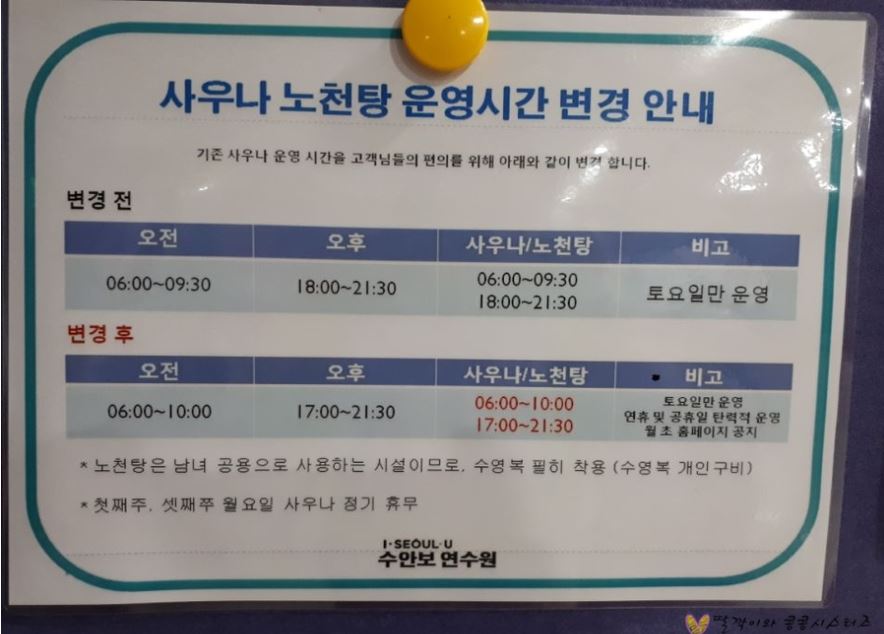 사우나 노천탕 운영시간 변경 안내
기존 사우나 운영 시간을 고객님들의 편의를 위해 아래와 같이 변경 합니다.
변경 전
오전 오후 사우나/노천탕 비고
06:00~09:30 18:00~21:30 06:00~09:30 18:00~21:30 토요일만 운영
변경 후
오전 오후 사우나/노천탕 비고
06:00~10:00 17:00~21:30 06:00~10:00 17:00~21:30 토요일만 운영 연휴 및 공휴일 탄력적 운영 월 초 홈페이지 공지
* 노천탕은 남녀 공용으로 사용하는 시설이므로, 수영복 필히 착용 (수영복 개인구비)
* 첫째주, 셋째쭈 월요일 사우나 정기 휴무
I·SEOUL·U
수안보 연수원
딸깍이와 콩콩시스터즈